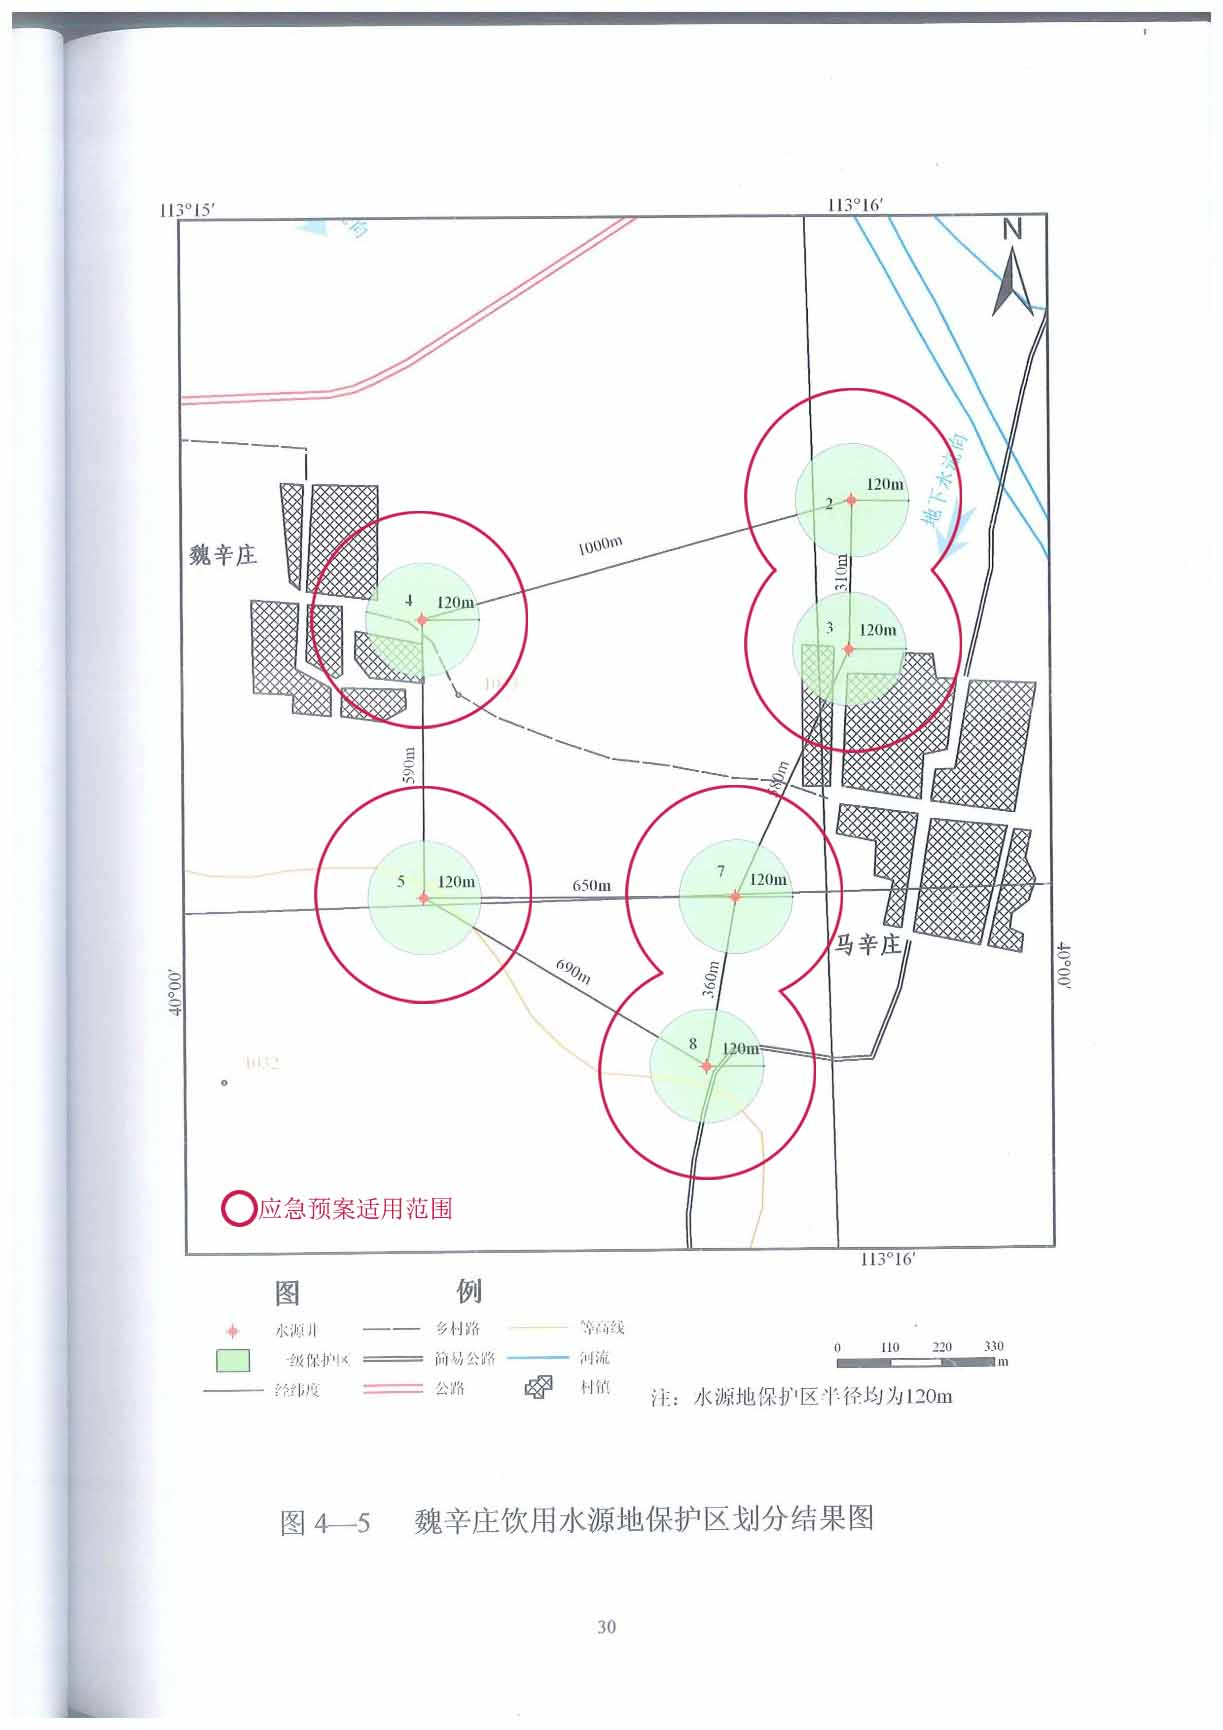 113°15′
113°16′
N
向
地下水流向
2
120m
1000m
310m
魏辛庄
4
120m
3
120m
590m
580m
5
120m
650m
7
120m
马辛庄
690m
360m
40°00′
40°00′
8
120m
1032
应急预案适用范围
113°16′
图 例
水源井 乡村路 等高线
一级保护区 简易公路 河流
经纬度 公路 村镇
0 110 220 330
m
注：水源地保护区半径均为120m
图 4—5 魏辛庄饮用水源地保护区划分结果图
30